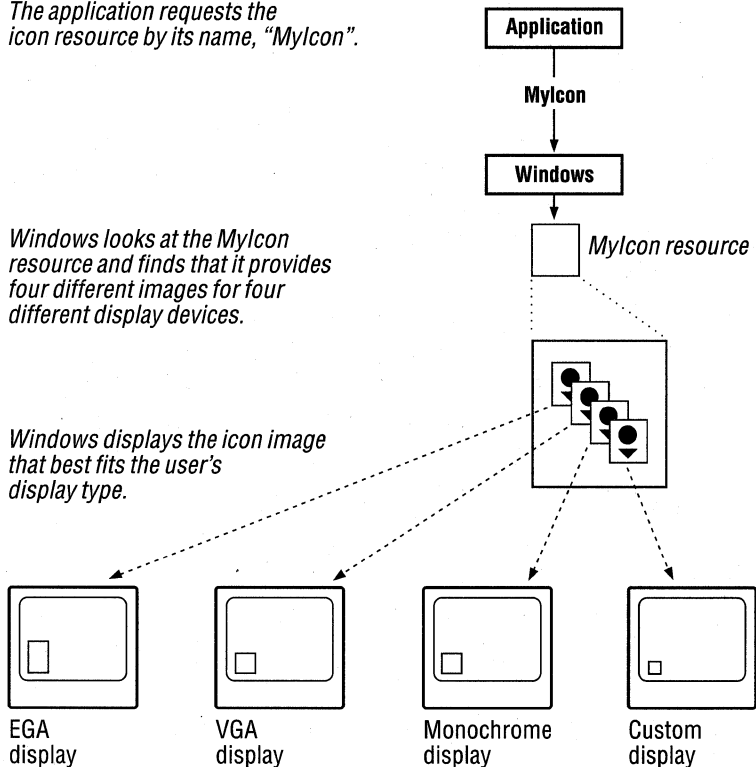 The application requests the
icon resource by its name, “MyIcon”.
Application
MyIcon
Windows
Windows looks at the MyIcon
resource and finds that it provides
four different images for four
different display devices.
MyIcon resource
Windows displays the icon image
that best fits the user’s
display type.
EGA
display
VGA
display
Monochrome
display
Custom
display